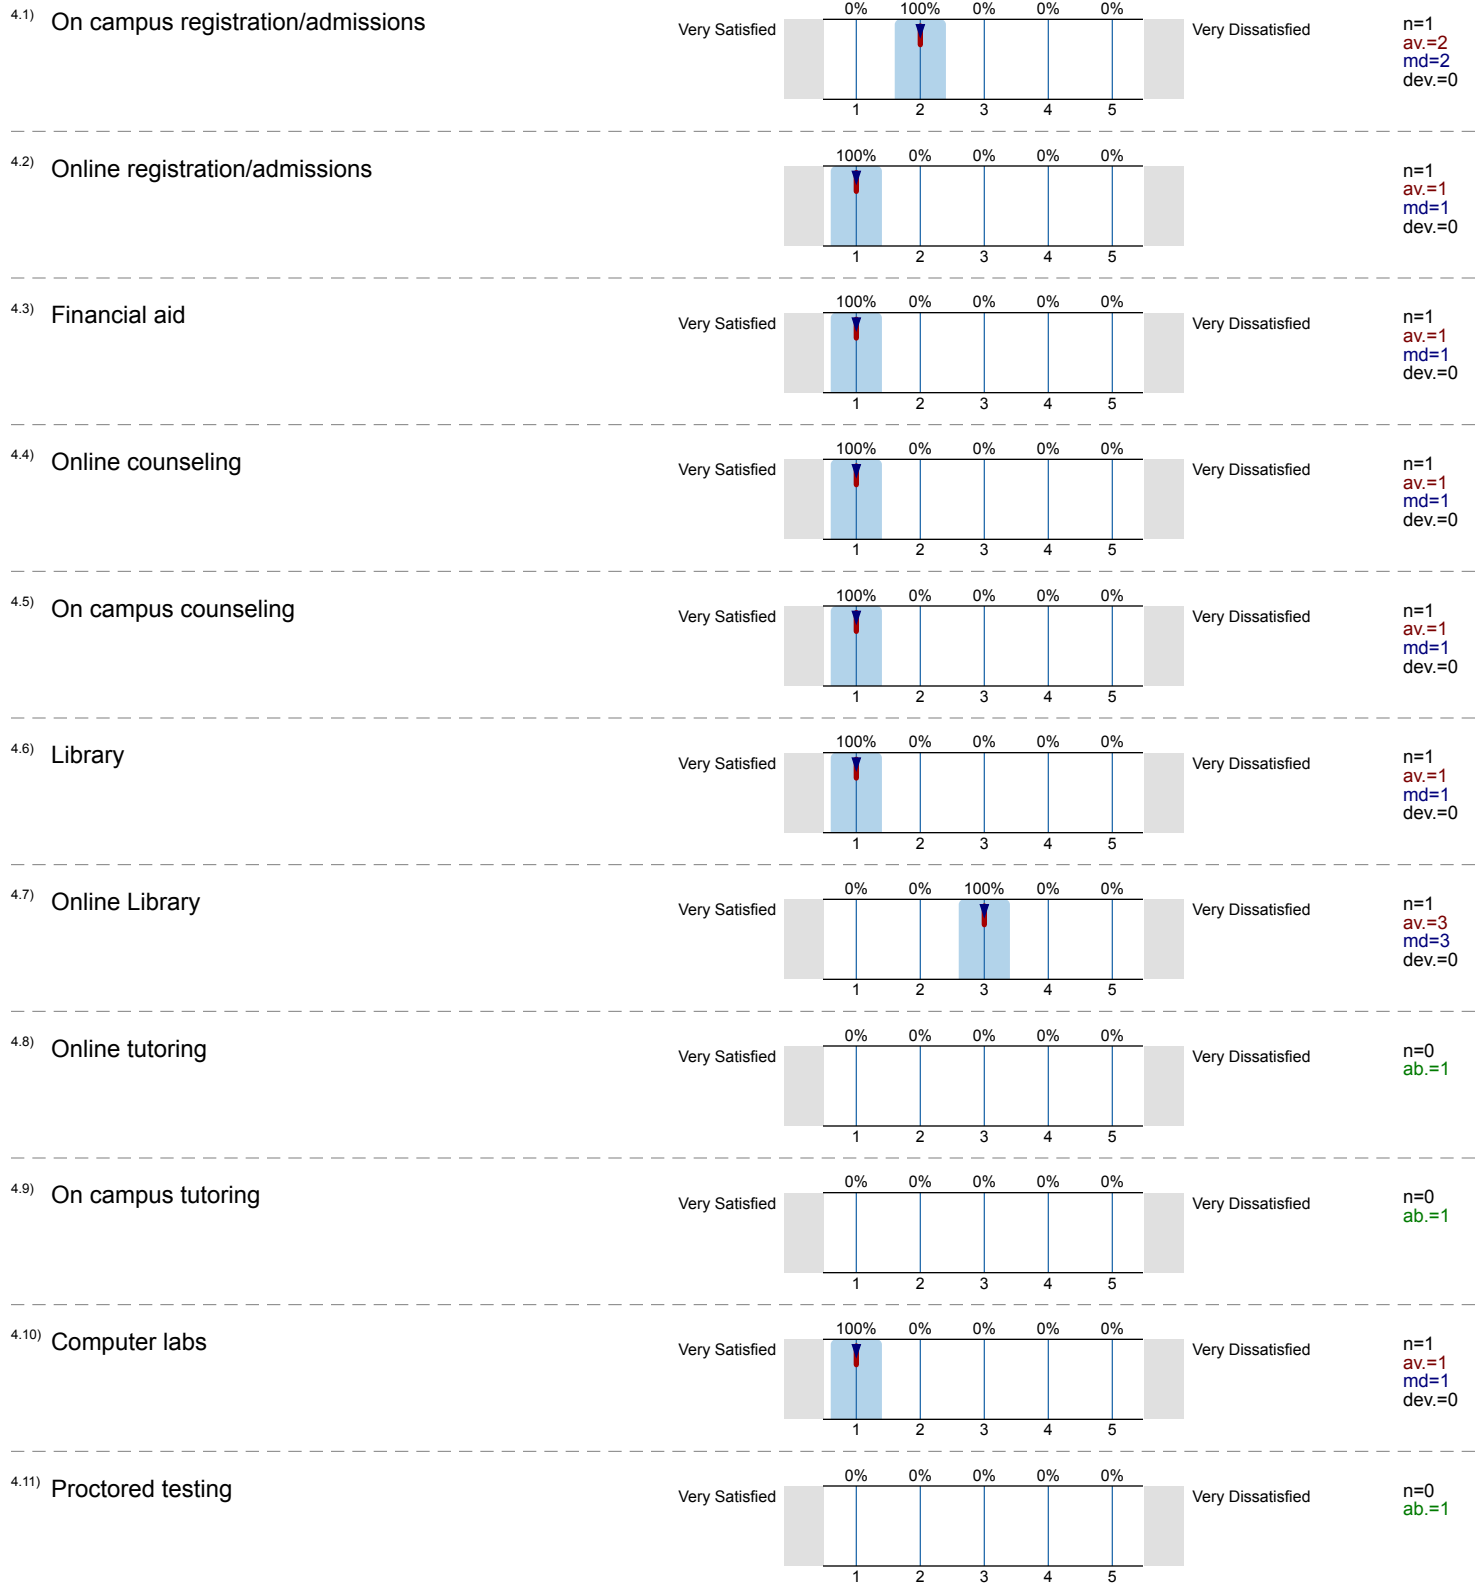 4.1) On campus registration/admissions
0% 100% 0% 0% 0%
Very Satisfied Very Dissatisfied
n=1
av.=2
md=2
dev.=0
1 2 3 4 5
4.2) Online registration/admissions
100% 0% 0% 0% 0%
n=1
av.=1
md=1
dev.=0
1 2 3 4 5
4.3) Financial aid
100% 0% 0% 0% 0%
Very Satisfied Very Dissatisfied
n=1
av.=1
md=1
dev.=0
1 2 3 4 5
4.4) Online counseling
100% 0% 0% 0% 0%
Very Satisfied Very Dissatisfied
n=1
av.=1
md=1
dev.=0
1 2 3 4 5
4.5) On campus counseling
100% 0% 0% 0% 0%
Very Satisfied Very Dissatisfied
n=1
av.=1
md=1
dev.=0
1 2 3 4 5
4.6) Library
100% 0% 0% 0% 0%
Very Satisfied Very Dissatisfied
n=1
av.=1
md=1
dev.=0
1 2 3 4 5
4.7) Online Library
0% 0% 100% 0% 0%
Very Satisfied Very Dissatisfied
n=1
av.=3
md=3
dev.=0
1 2 3 4 5
4.8) Online tutoring
0% 0% 0% 0% 0%
Very Satisfied Very Dissatisfied
n=0
ab.=1
1 2 3 4 5
4.9) On campus tutoring
0% 0% 0% 0% 0%
Very Satisfied Very Dissatisfied
n=0
ab.=1
1 2 3 4 5
4.10) Computer labs
100% 0% 0% 0% 0%
Very Satisfied Very Dissatisfied
n=1
av.=1
md=1
dev.=0
1 2 3 4 5
4.11) Proctored testing
0% 0% 0% 0% 0%
Very Satisfied Very Dissatisfied
n=0
ab.=1
1 2 3 4 5